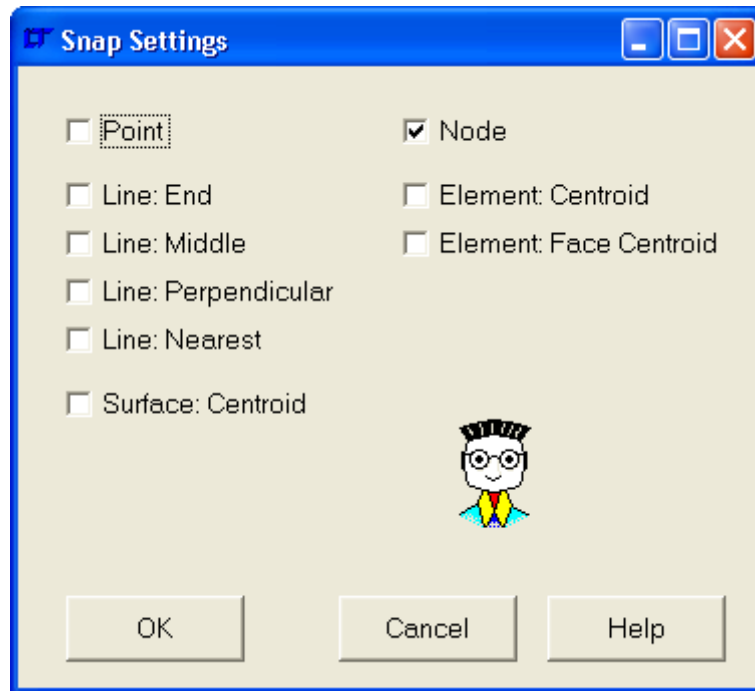 Snap Settings
Point
Node
Line: End
Element: Centroid
Line: Middle
Element: Face Centroid
Line: Perpendicular
Line: Nearest
Surface: Centroid
OK
Cancel
Help